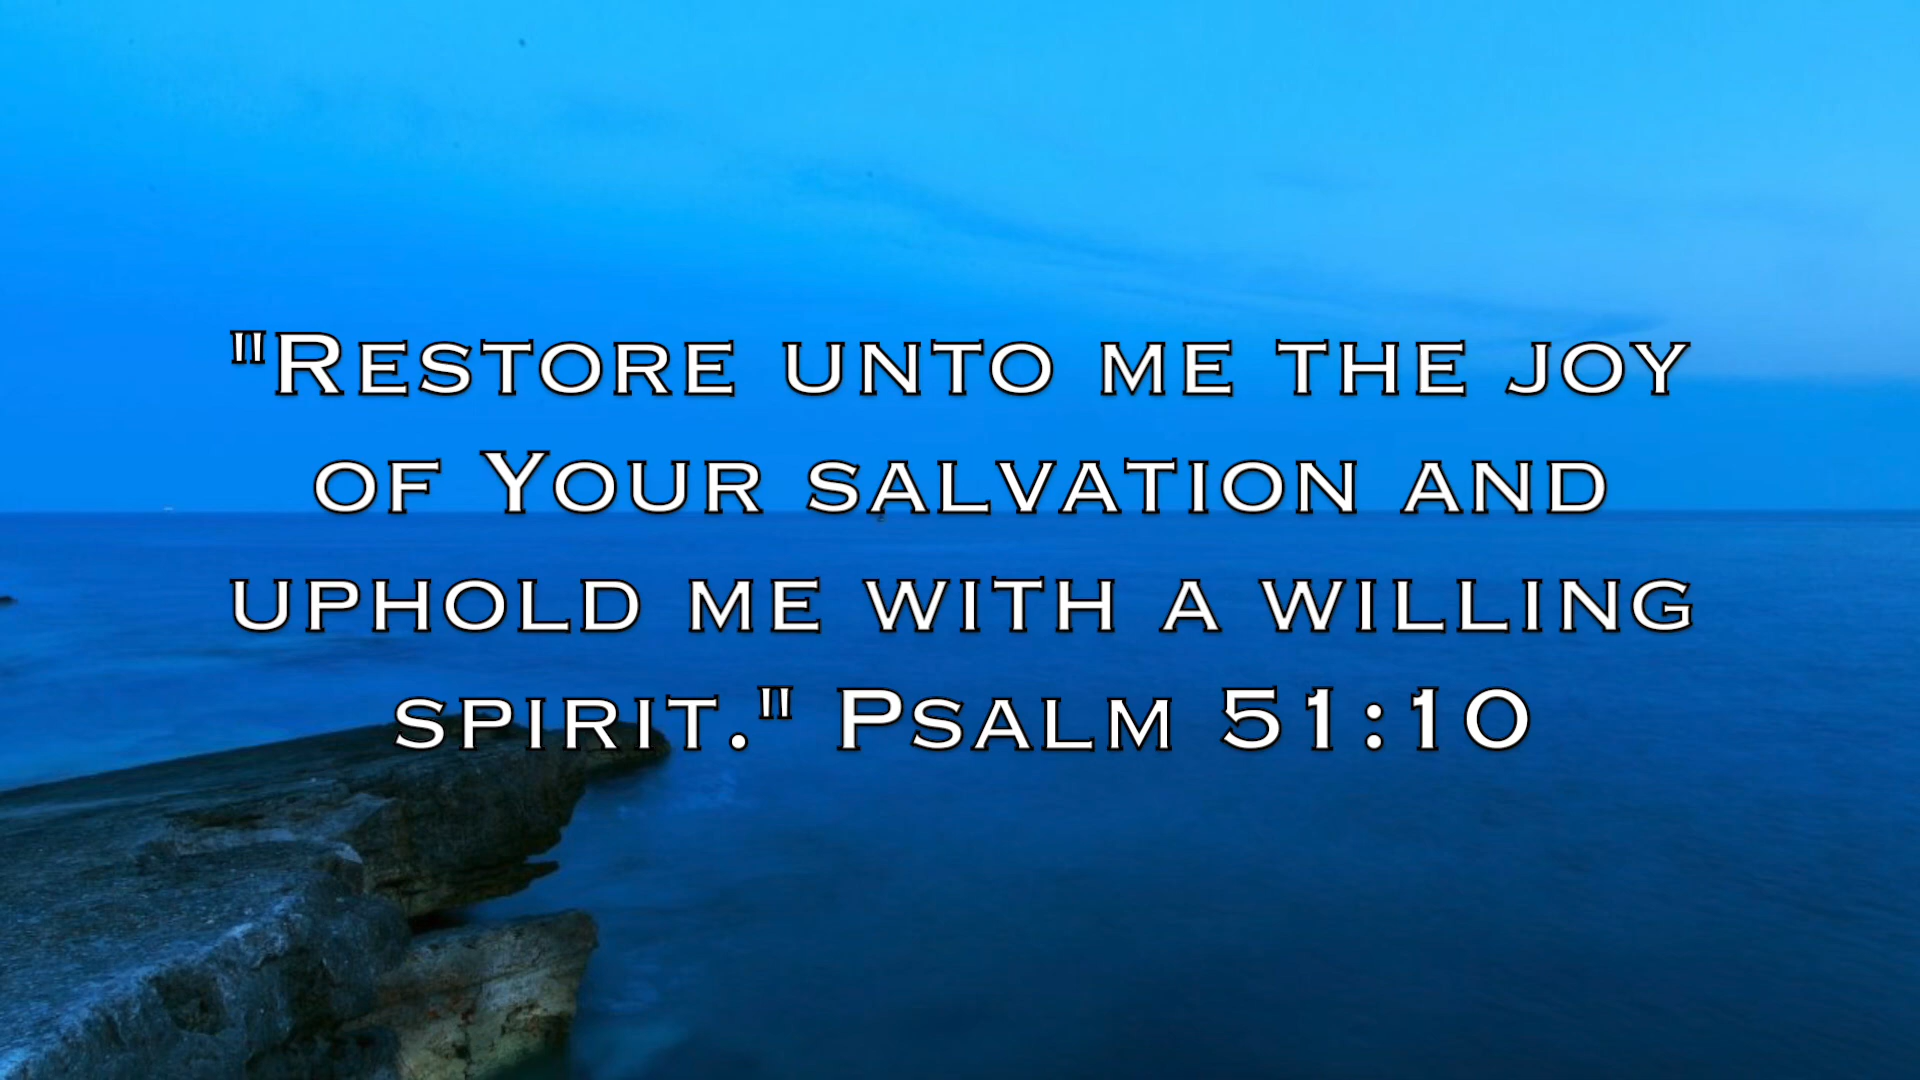 "Restore unto me the joy
of Your salvation and
uphold me with a willing
spirit." Psalm 51:10